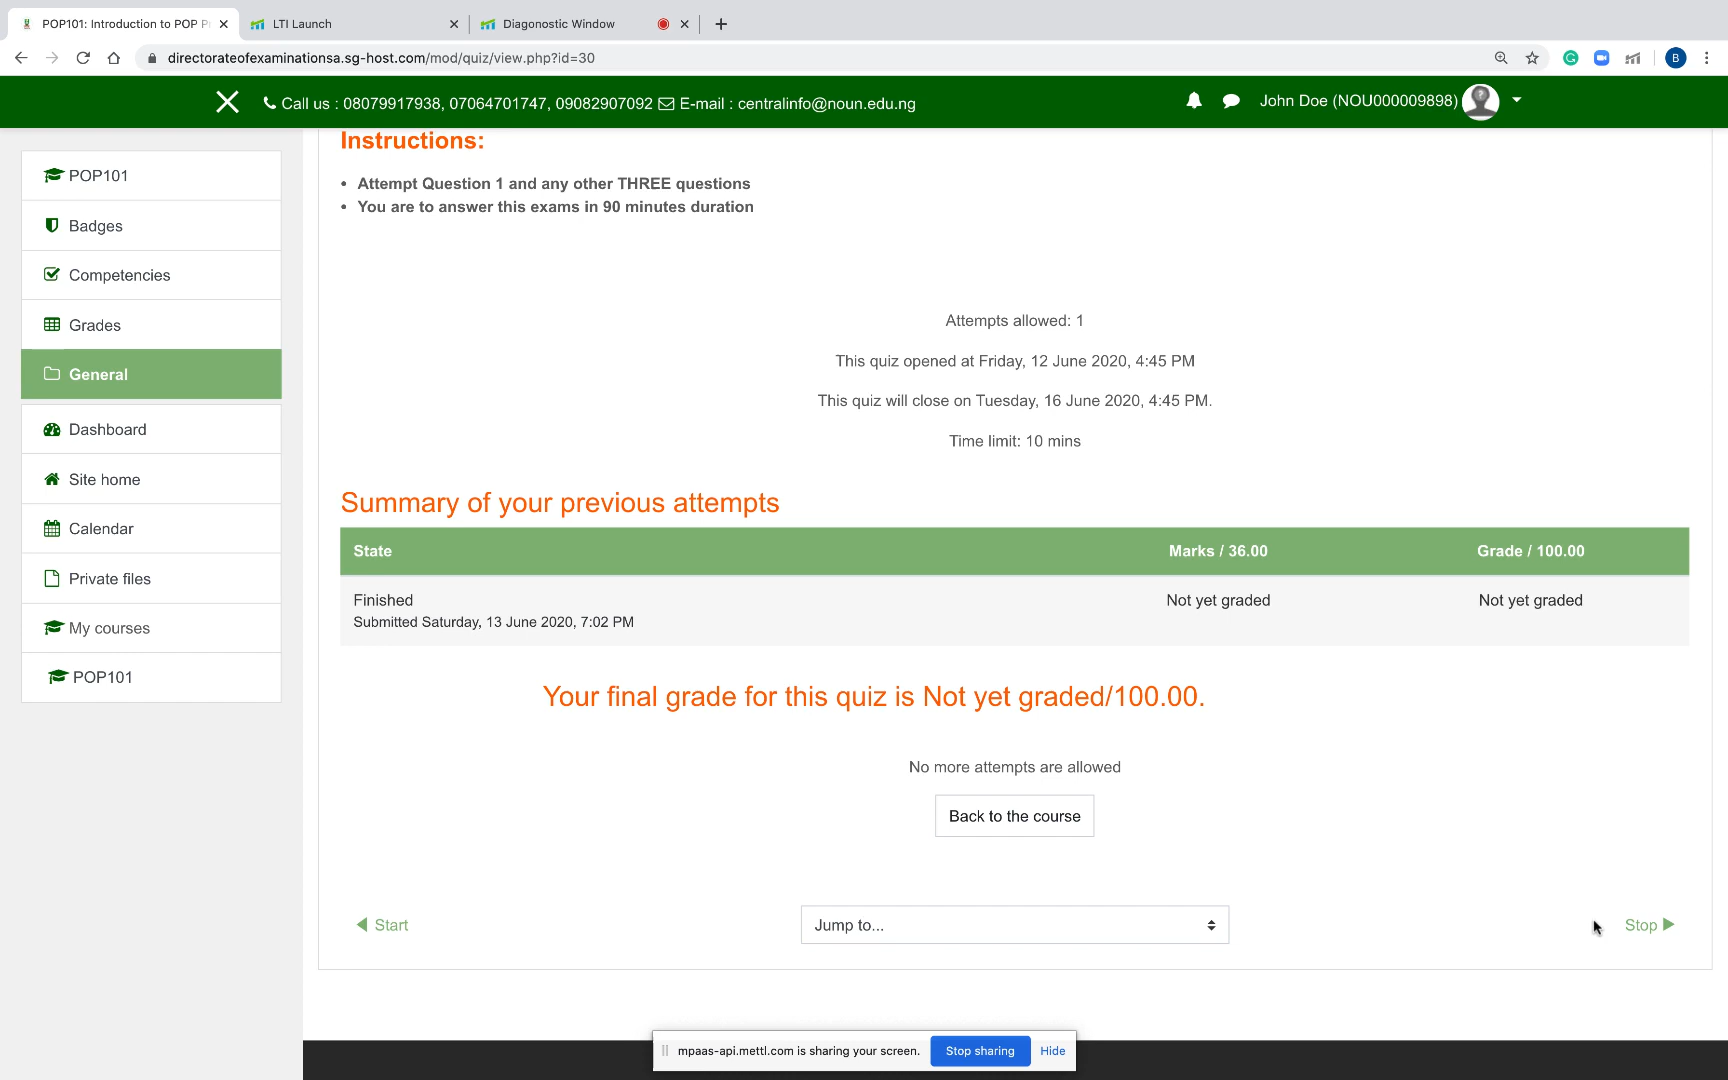 POP101: Introduction to POP P
LTI Launch
Diagonostic Window
directorateofexaminationsa.sg-host.com/mod/quiz/view.php?id=30
B
Call us : 08079917938, 07064701747, 09082907092 E-mail : centralinfo@noun.edu.ng
John Doe (NOU000009898)
POP101
Badges
Competencies
Grades
General
Dashboard
Site home
Calendar
Private files
My courses
POP101
Instructions:
• Attempt Question 1 and any other THREE questions
• You are to answer this exams in 90 minutes duration
Attempts allowed: 1
This quiz opened at Friday, 12 June 2020, 4:45 PM
This quiz will close on Tuesday, 16 June 2020, 4:45 PM.
Time limit: 10 mins
Summary of your previous attempts
State Marks / 36.00 Grade / 100.00
Finished Not yet graded Not yet graded
Submitted Saturday, 13 June 2020, 7:02 PM
Your final grade for this quiz is Not yet graded/100.00.
No more attempts are allowed
Back to the course
Start
Jump to...
Stop
mpaas-api.mettl.com is sharing your screen. Stop sharing Hide